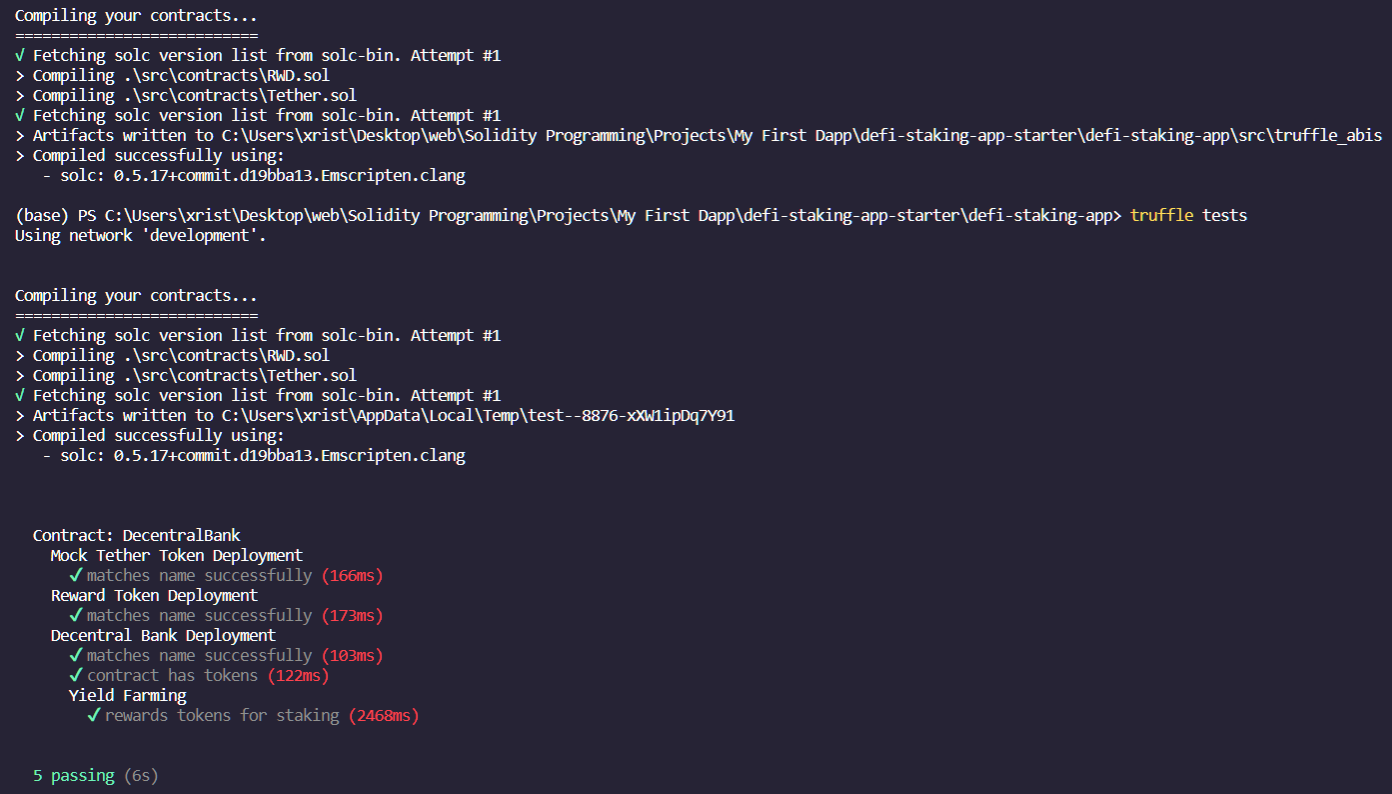 Compiling your contracts...
===========================
√ Fetching solc version list from solc-bin. Attempt #1
> Compiling .\src\contracts\RWD.sol
> Compiling .\src\contracts\Tether.sol
√ Fetching solc version list from solc-bin. Attempt #1
> Artifacts written to C:\Users\xrist\Desktop\web\Solidity Programming\Projects\My First Dapp\defi-staking-app-starter\defi-staking-app\src\truffle_abis
> Compiled successfully using:
   - solc: 0.5.17+commit.d19bba13.Emscripten.clang
(base) PS C:\Users\xrist\Desktop\web\Solidity Programming\Projects\My First Dapp\defi-staking-app-starter\defi-staking-app> truffle tests
Using network 'development'.
Compiling your contracts...
===========================
√ Fetching solc version list from solc-bin. Attempt #1
> Compiling .\src\contracts\RWD.sol
> Compiling .\src\contracts\Tether.sol
√ Fetching solc version list from solc-bin. Attempt #1
> Artifacts written to C:\Users\xrist\AppData\Local\Temp\test--8876-xXW1ipDq7Y91
> Compiled successfully using:
   - solc: 0.5.17+commit.d19bba13.Emscripten.clang
  Contract: DecentralBank
    Mock Tether Token Deployment
      ✓ matches name successfully (166ms)
    Reward Token Deployment
      ✓ matches name successfully (173ms)
    Decentral Bank Deployment
      ✓ matches name successfully (103ms)
      ✓ contract has tokens (122ms)
      Yield Farming
        ✓ rewards tokens for staking (2468ms)
  5 passing (6s)